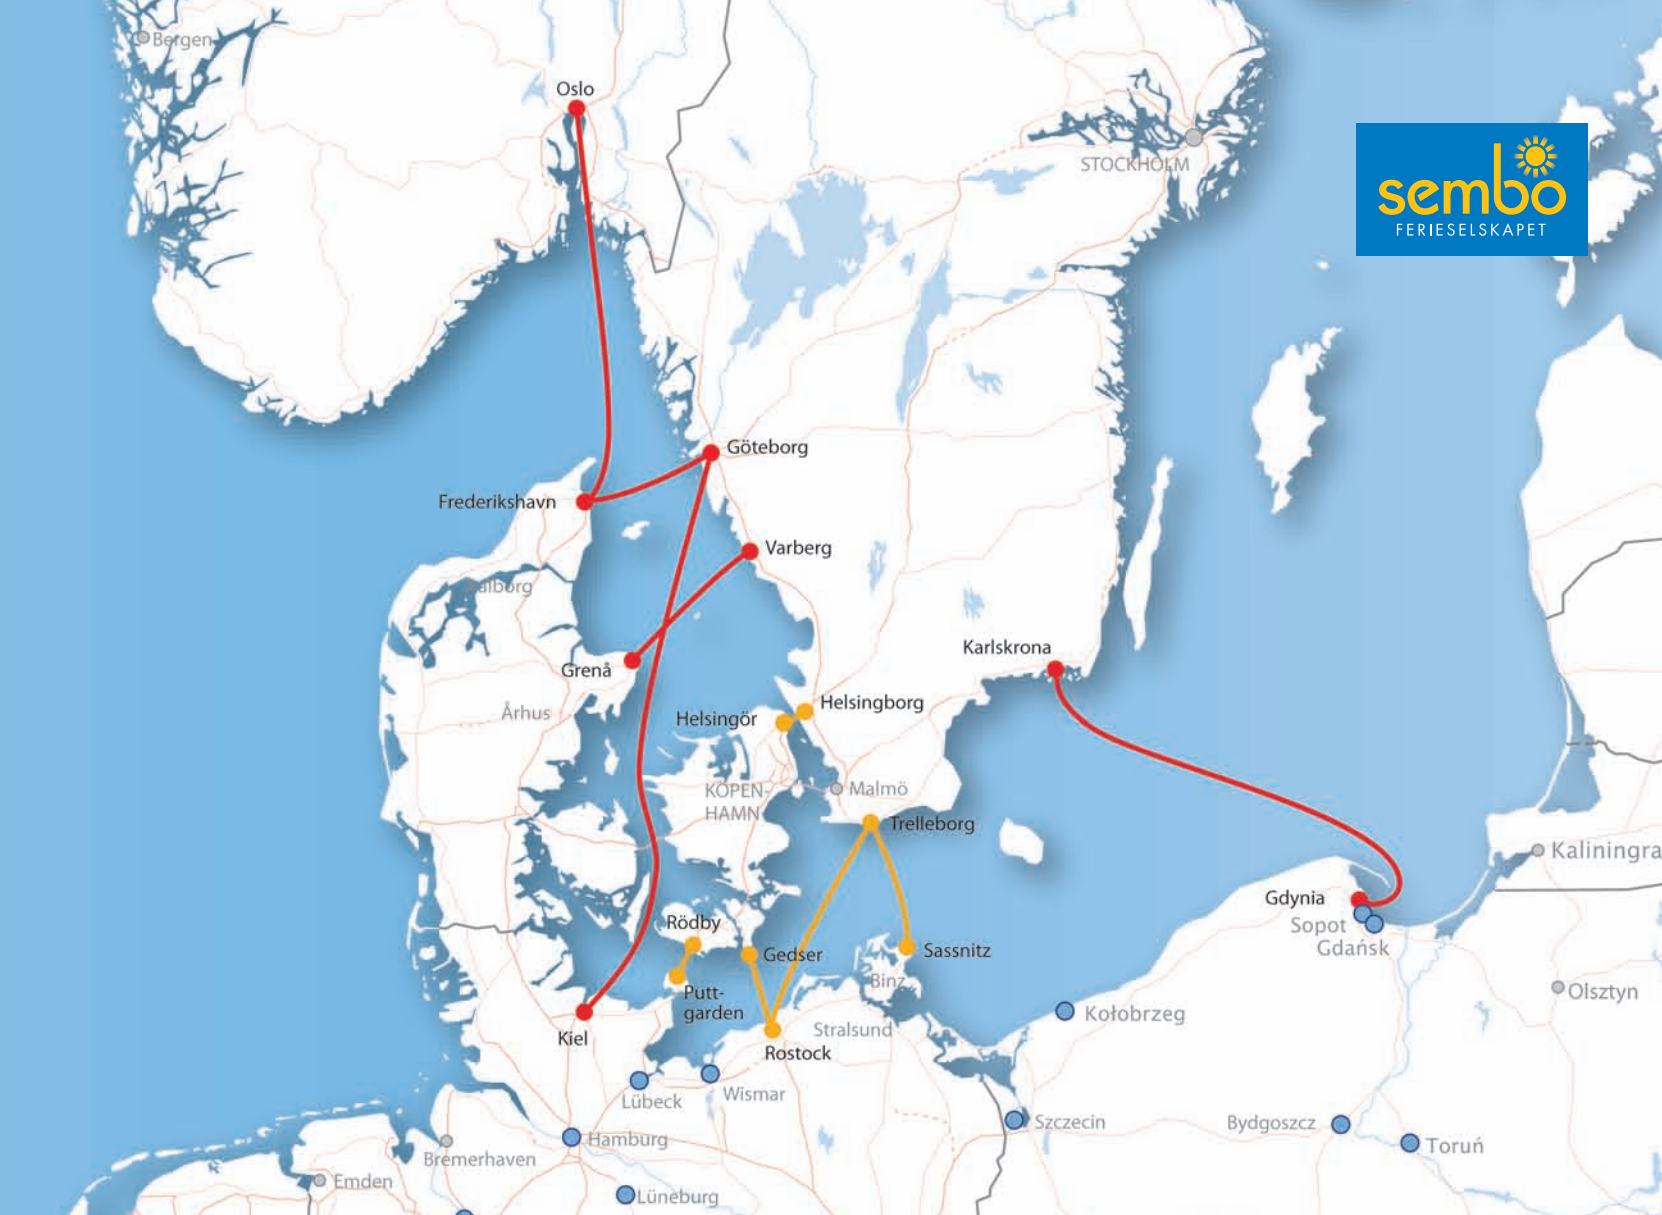 Bergen
Oslo
STOCKHOLM
sembo
FERIESELSKAPET
Göteborg
Frederikshavn
Varberg
Grenå
Århus
Karlskrona
Helsingborg
Helsingör
KÖPEN-
HAMN
Malmö
Trelleborg
Kaliningra
Gdynia
Sopot
Gdańsk
Rödby
Gedser
Sassnitz
Binz
Putt-
garden
Olsztyn
Kołobrzeg
Kiel
Stralsund
Rostock
Lübeck
Wismar
Szczecin
Bydgoszcz
Toruń
Hamburg
Bremerhaven
Emden
Lüneburg